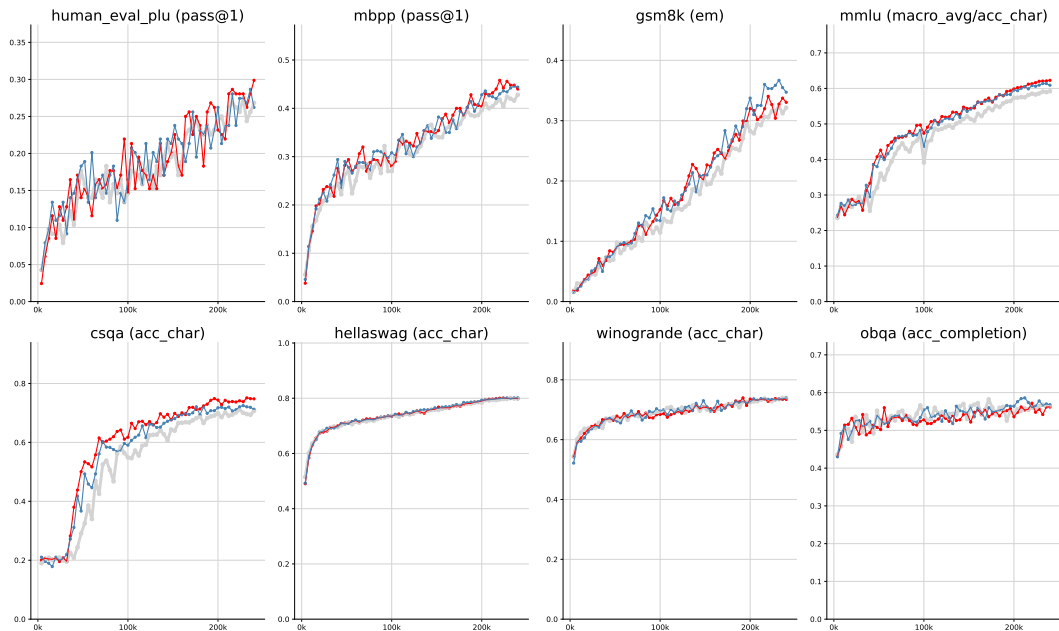 human_eval_plu (pass@1)
0.35
0.30
0.25
0.20
0.15
0.10
0.05
0.00
0k
100k
200k
mbpp (pass@1)
0.5
0.4
0.3
0.2
0.1
0.0
0k
100k
200k
gsm8k (em)
0.4
0.3
0.2
0.1
0.0
0k
100k
200k
mmlu (macro_avg/acc_char)
0.7
0.6
0.5
0.4
0.3
0.2
0.1
0.0
0k
100k
200k
csqa (acc_char)
0.8
0.6
0.4
0.2
0.0
0k
100k
200k
hellaswag (acc_char)
1.0
0.8
0.6
0.4
0.2
0.0
0k
100k
200k
winogrande (acc_char)
0.8
0.6
0.4
0.2
0.0
0k
100k
200k
obqa (acc_completion)
0.7
0.6
0.5
0.4
0.3
0.2
0.1
0.0
0k
100k
200k